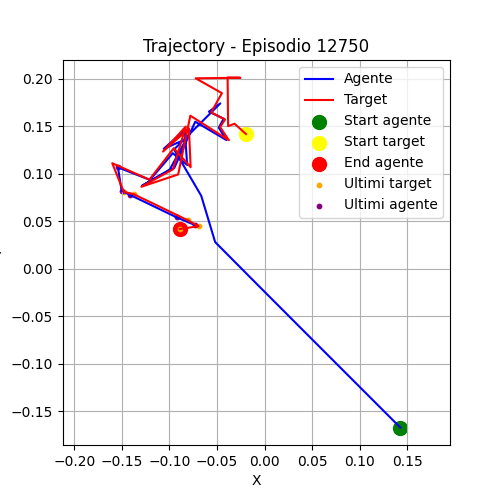 Trajectory - Episodio 12750
Agente
Target
Start agente
Start target
End agente
Ultimi target
Ultimi agente
0.20
0.15
0.10
0.05
0.00
−0.05
−0.10
−0.15
−0.20 −0.15 −0.10 −0.05 0.00 0.05 0.10 0.15
X